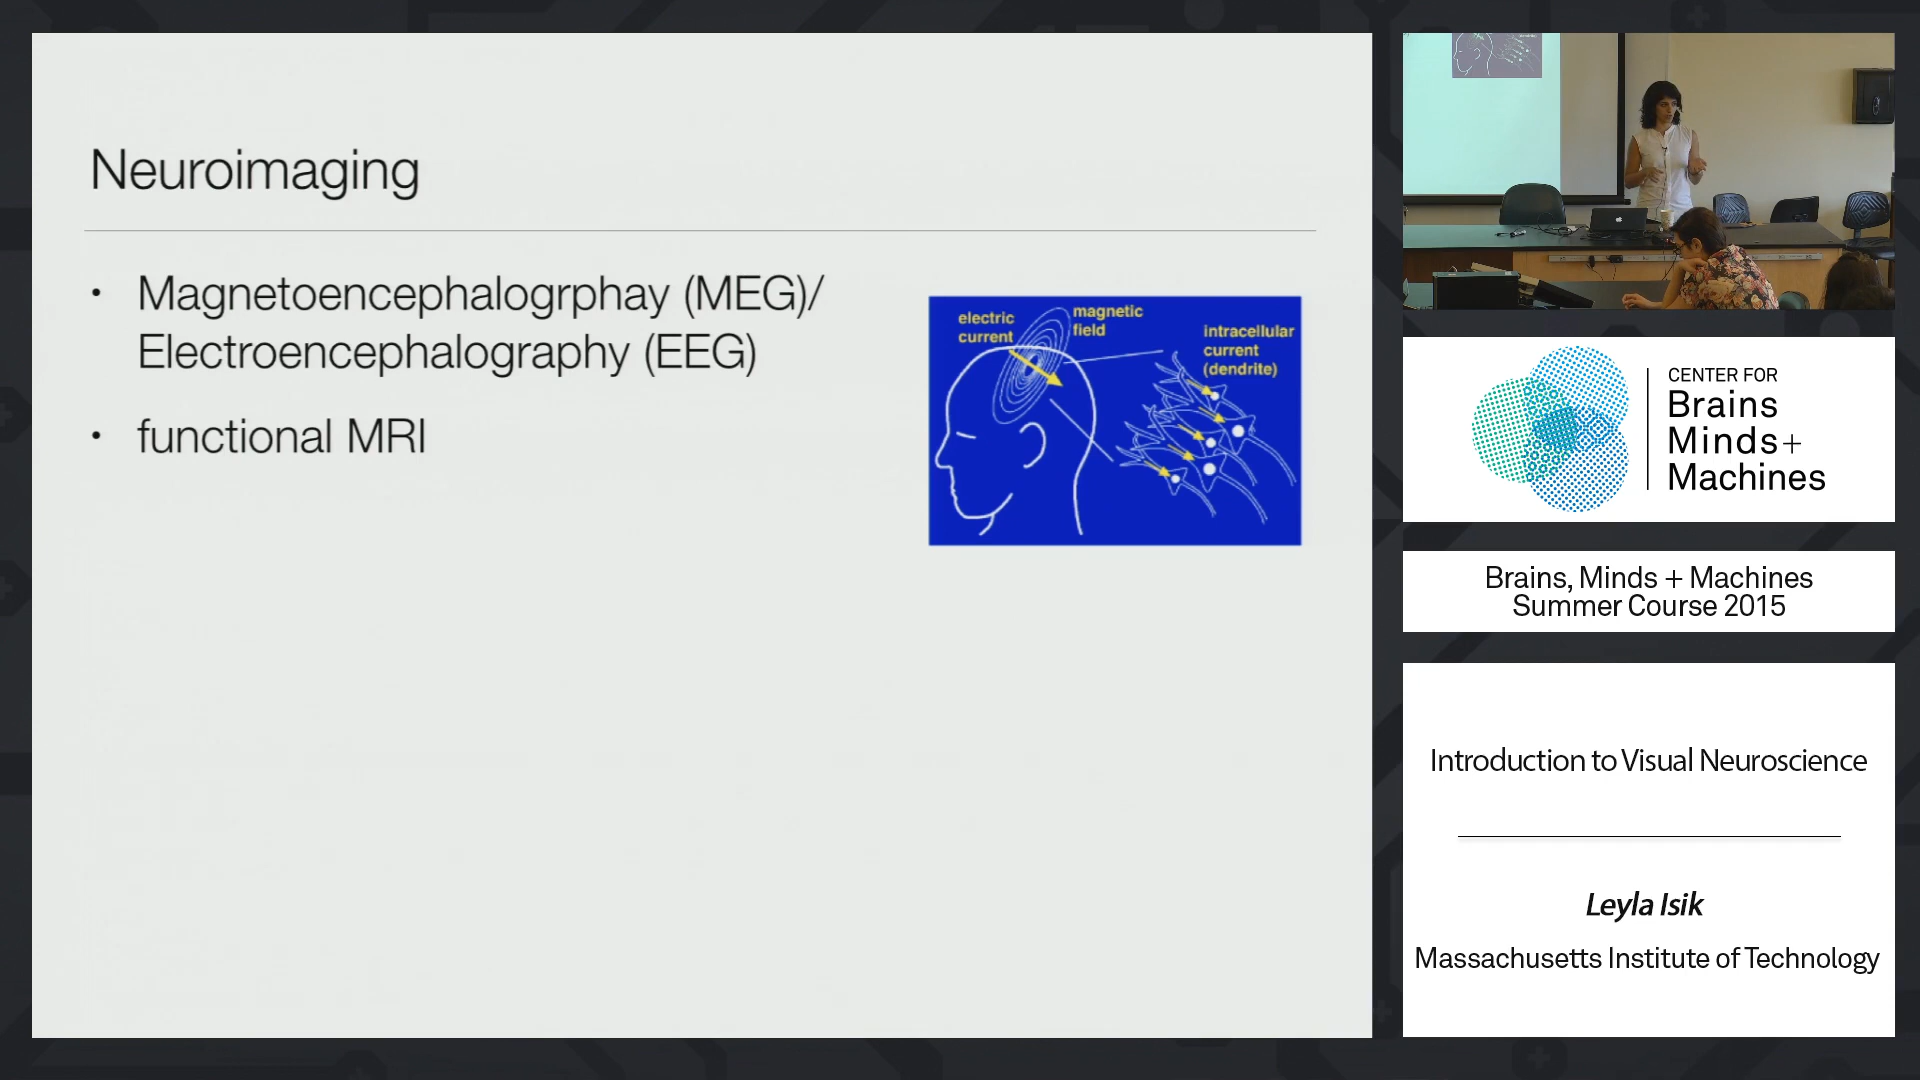 Neuroimaging
• Magnetoencephalogrphay (MEG)/
Electroencephalography (EEG)
• functional MRI
electric
current
magnetic
field
intracellular
current
(dendrite)
CENTER FOR
Brains
Minds+
Machines
Brains, Minds + Machines
Summer Course 2015
Introduction to Visual Neuroscience
Leyla Isik
Massachusetts Institute of Technology